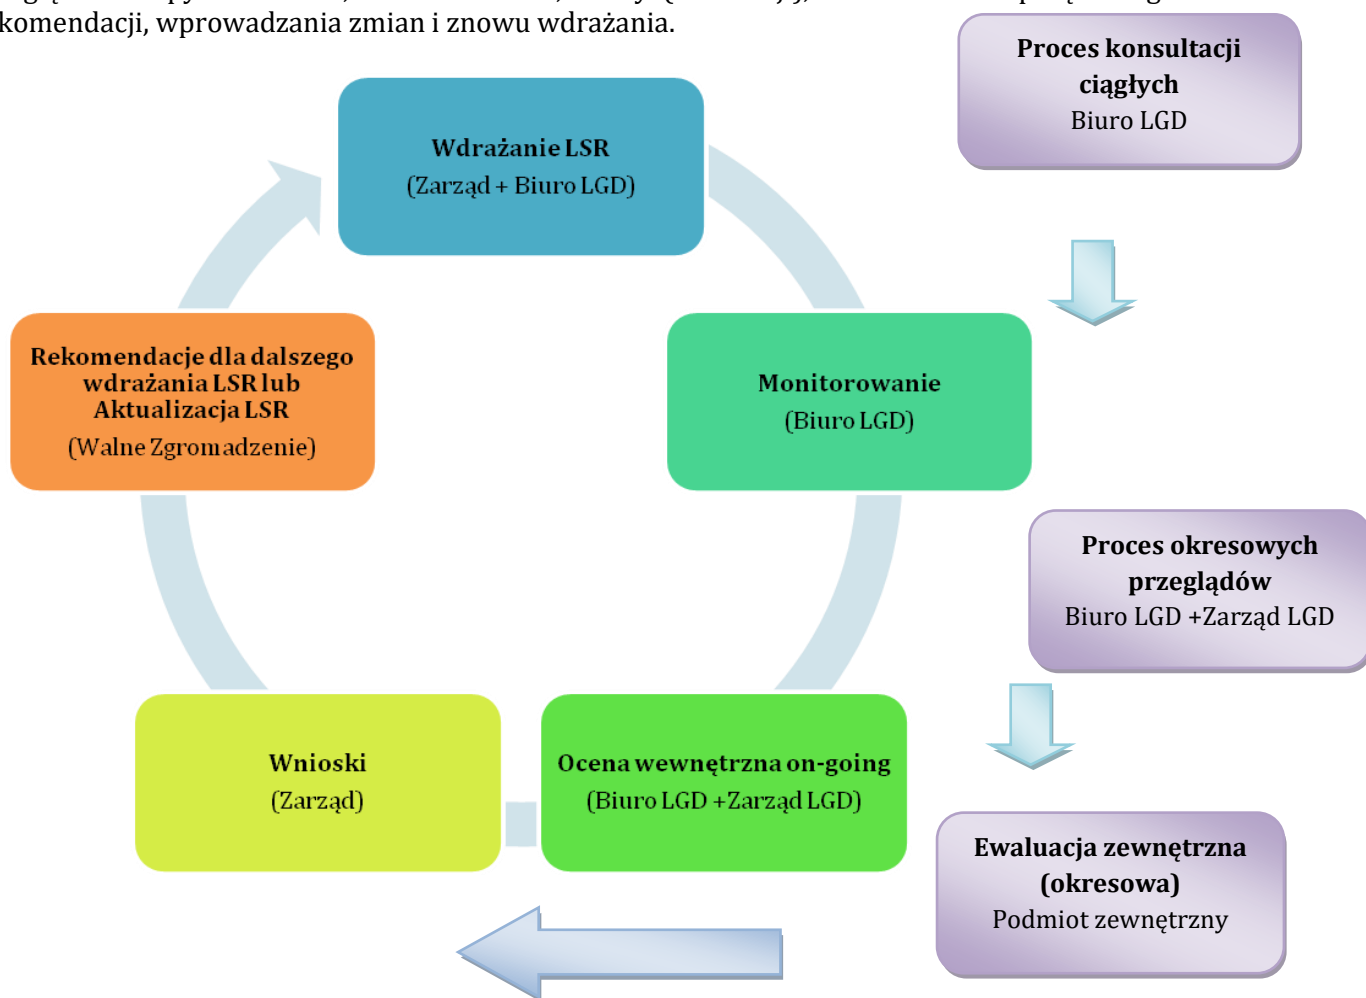 komendacji, wprowadzania zmian i znowu wdrażania.
Proces konsultacji
ciągłych
Biuro LGD
Wdrażanie LSR
(Zarząd + Biuro LGD)
Rekomendacje dla dalszego
wdrażania LSR lub
Aktualizacja LSR
(Walne Zgromadzenie)
Monitorowanie
(Biuro LGD)
Proces okresowych
przeglądów
Biuro LGD +Zarząd LGD
Wnioski
(Zarząd)
Ocena wewnętrzna on-going
(Biuro LGD +Zarząd LGD)
Ewaluacja zewnętrzna
(okresowa)
Podmiot zewnętrzny